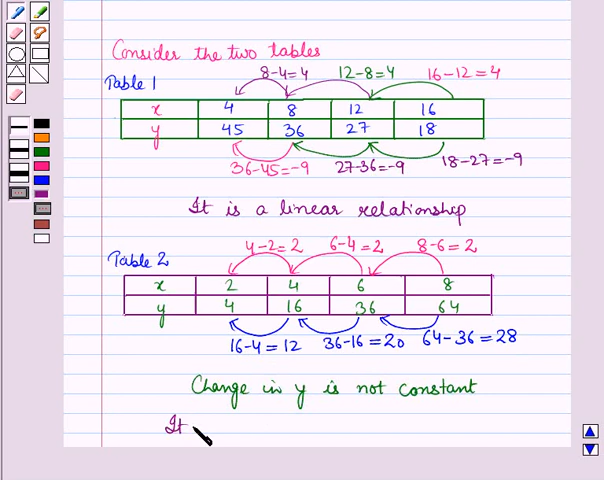 Consider the two tables
8-4=4 12-8=4 16-12=4
Table 1
x 4 8 12 16
y 45 36 27 18
36-45=-9 27-36=-9 18-27=-9
It is a linear relationship
4-2=2 6-4=2 8-6=2
Table 2
x 2 4 6 8
y 4 16 36 64
16-4=12 36-16=20 64-36=28
Change in y is not constant
It